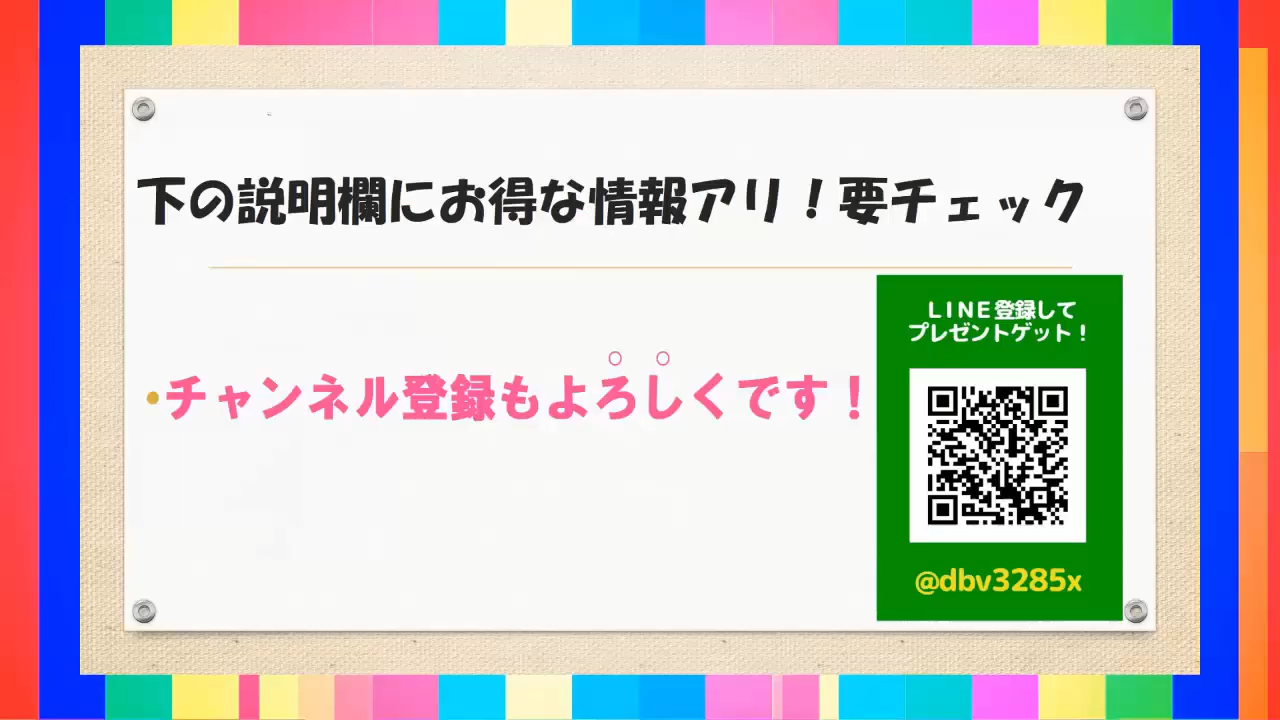 下の説明欄にお得な情報アリ！要チェック
•チャンネル登録もよろしくです！
LINE登録して
プレゼントゲット！
@dbv3285x